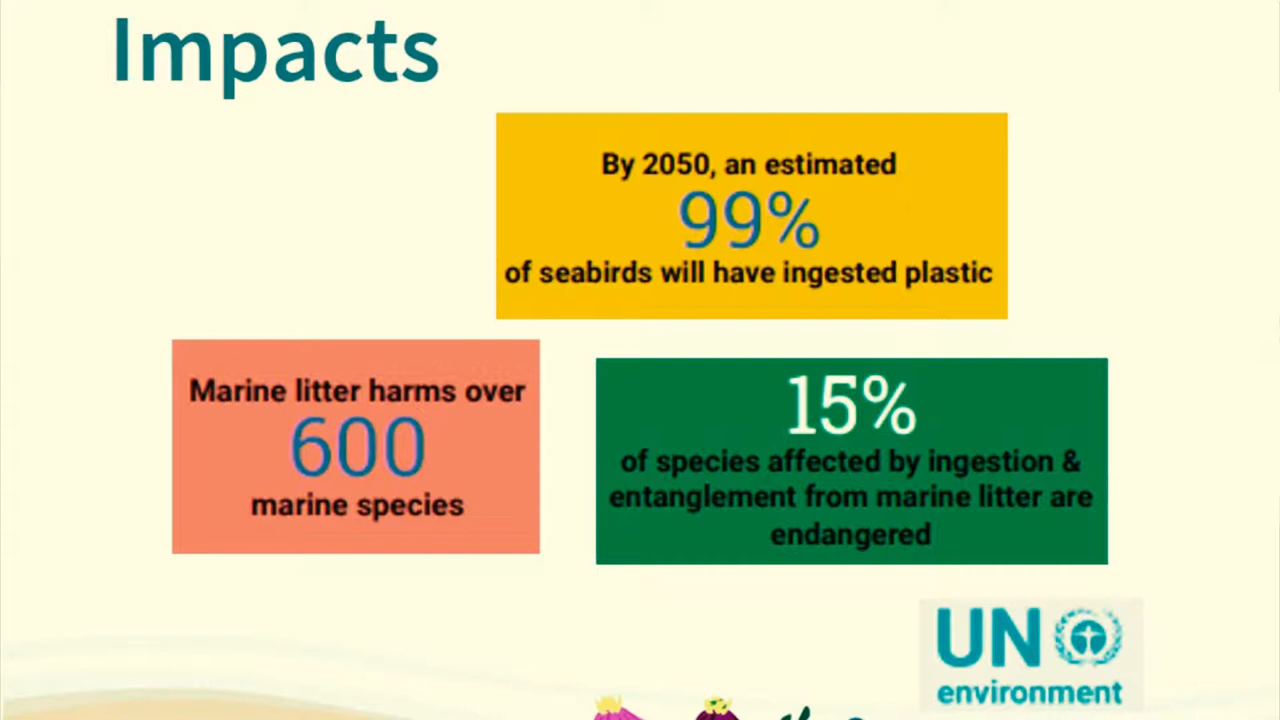 Impacts
By 2050, an estimated
99%
of seabirds will have ingested plastic
Marine litter harms over
600
marine species
15%
of species affected by ingestion &
entanglement from marine litter are
endangered
UN
environment